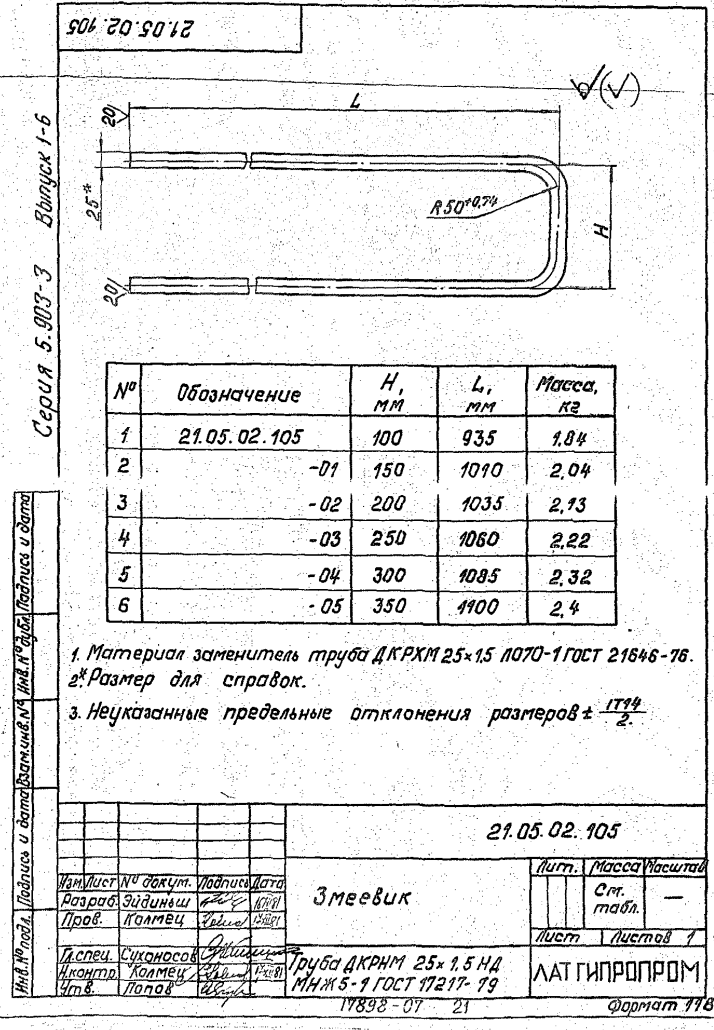 21.05.02.105
√(√)
L
20
25*
R50+0,74
H
20
Серия 5.903-3 Выпуск 1-6
№ Обозначение H, мм L, мм Масса, кг
1 21.05.02.105 100 935 1,84
2 -01 150 1010 2,04
3 -02 200 1035 2,13
4 -03 250 1060 2,22
5 -04 300 1085 2,32
6 -05 350 1100 2,4
1. Материал заменитель труба ДКРХМ 25×1,5 ЛО70-1 ГОСТ 21646-76.
2.* Размер для справок.
3. Неуказанные предельные отклонения размеров ± IT14/2.
Инв.№ подл. Подпись и дата Взам.инв.№ Инв.№ дубл. Подпись и дата
21.05.02.105
Изм. Лист № докум. Подпись Дата
Разраб. Эйдиньш
Пров. Калмец
Гл.спец. Сухоносов
Н.контр. Калмец
Утв. Попов
Змеевик
Лит. Масса Масштаб
См. табл. —
Лист Листов 1
Труба ДКРНМ 25×1,5 НД
МНЖ5-1 ГОСТ 17217-79
ЛАТГИПРОПРОМ
17892-07 21
Формат 11В